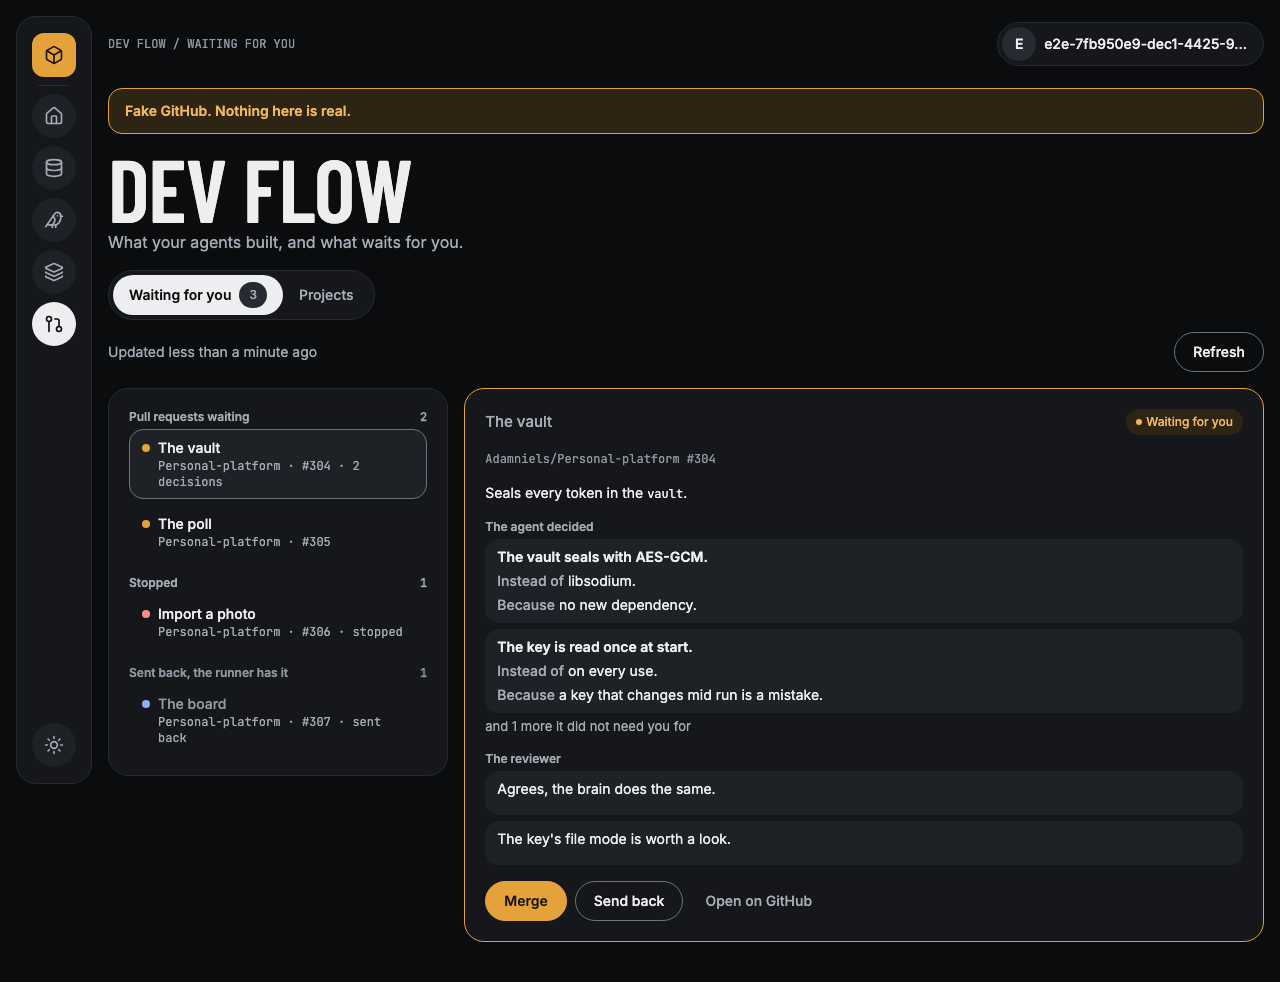 DEV FLOW / WAITING FOR YOU
E
e2e-7fb950e9-dec1-4425-9...
Fake GitHub. Nothing here is real.
DEV FLOW
What your agents built, and what waits for you.
Waiting for you 3
Projects
Updated less than a minute ago
Refresh
Pull requests waiting 2
The vault
Personal-platform · #304 · 2
decisions
The poll
Personal-platform · #305
Stopped 1
Import a photo
Personal-platform · #306 · stopped
Sent back, the runner has it 1
The board
Personal-platform · #307 · sent
back
The vault
Waiting for you
Adamniels/Personal-platform #304
Seals every token in the vault.
The agent decided
The vault seals with AES-GCM.
Instead of libsodium.
Because no new dependency.
The key is read once at start.
Instead of on every use.
Because a key that changes mid run is a mistake.
and 1 more it did not need you for
The reviewer
Agrees, the brain does the same.
The key's file mode is worth a look.
Merge
Send back
Open on GitHub